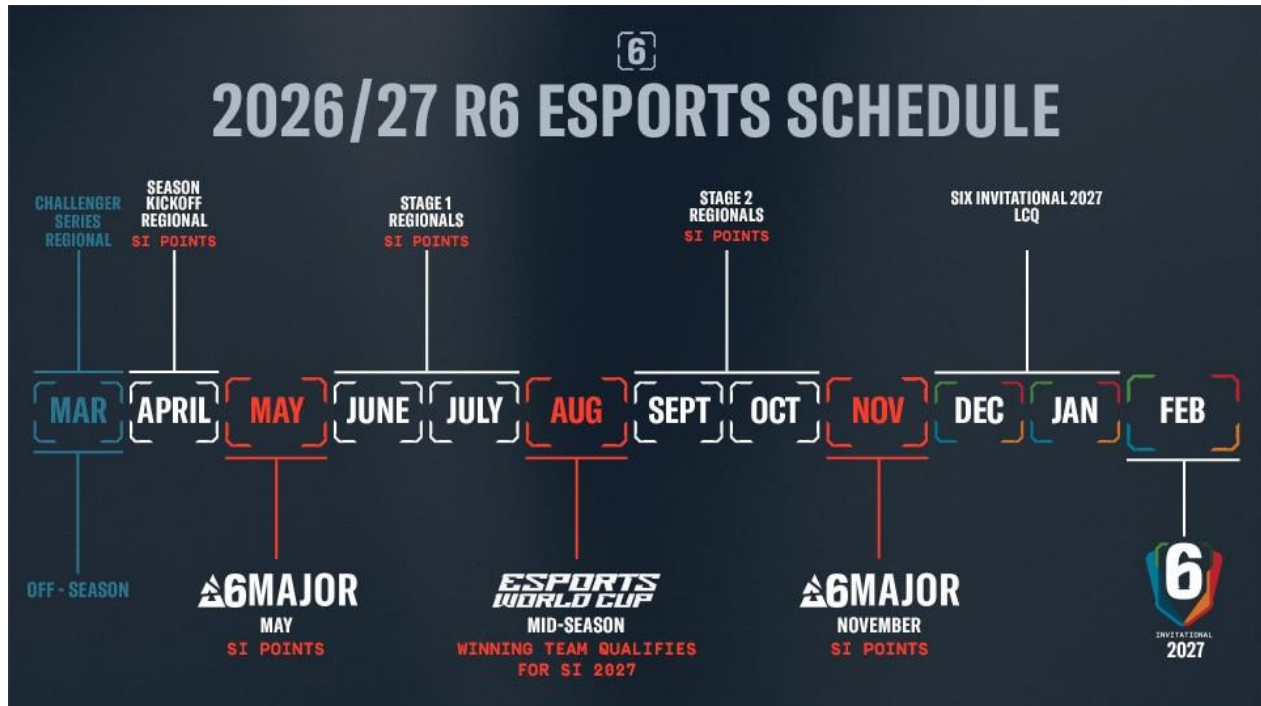 6
2026/27 R6 ESPORTS SCHEDULE
CHALLENGER
SERIES
REGIONAL
SEASON
KICKOFF
REGIONAL
SI POINTS
STAGE 1
REGIONALS
SI POINTS
STAGE 2
REGIONALS
SI POINTS
SIX INVITATIONAL 2027
LCQ
MAR APRIL MAY JUNE JULY AUG SEPT OCT NOV DEC JAN FEB
OFF - SEASON
6MAJOR
MAY
SI POINTS
ESPORTS
WORLD CUP
MID-SEASON
WINNING TEAM QUALIFIES
FOR SI 2027
6MAJOR
NOVEMBER
SI POINTS
6
INVITATIONAL
2027